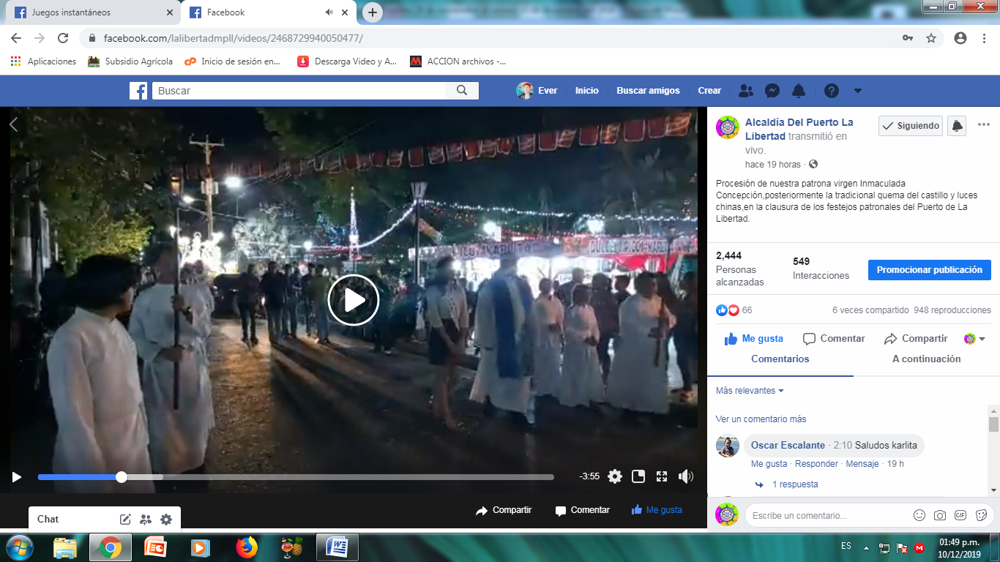 Juegos instantáneos
Facebook
facebook.com/lalibertadmpll/videos/2468729940050477/
Aplicaciones
Subsidio Agrícola
Inicio de sesión en...
Descarga Video y A...
ACCION archivos -...
Buscar
Ever
Inicio
Buscar amigos
Crear
Alcaldía Del Puerto La
Libertad transmitió en
vivo.
hace 19 horas ·
Siguiendo
Procesión de nuestra patrona virgen Inmaculada
Concepción,posteriormente la tradicional quema del castillo y luces
chinas,en la clausura de los festejos patronales del Puerto de La
Libertad.
2,444
Personas
alcanzadas
549
Interacciones
Promocionar publicación
66
6 veces compartido 948 reproducciones
Me gusta
Comentar
Compartir
Comentarios
A continuación
Más relevantes
Ver un comentario más
Oscar Escalante · 2:10 Saludos karlita
Me gusta · Responder · Mensaje · 19 h
1 respuesta
Escribe un comentario...
GIF
-3:55
Compartir
Comentar
Me gusta
Chat
ES
01:49 p.m.
10/12/2019